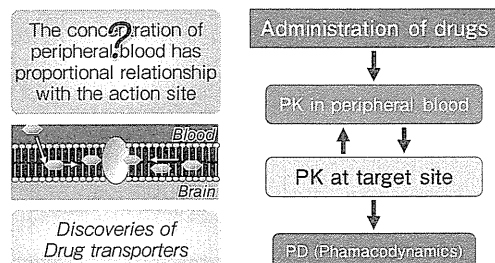 The concentration of
peripheral blood has
proportional relationship
with the action site
?
Blood
Brain
Discoveries of
Drug transporters
Administration of drugs
PK in peripheral blood
PK at target site
PD (Phamacodynamics)